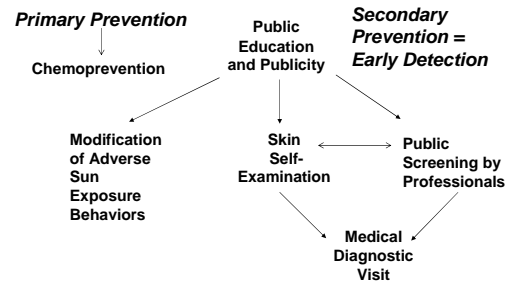 Primary Prevention
Chemoprevention
Public
Education
and Publicity
Secondary
Prevention =
Early Detection
Modification
of Adverse
Sun
Exposure
Behaviors
Skin
Self-
Examination
Public
Screening by
Professionals
Medical
Diagnostic
Visit